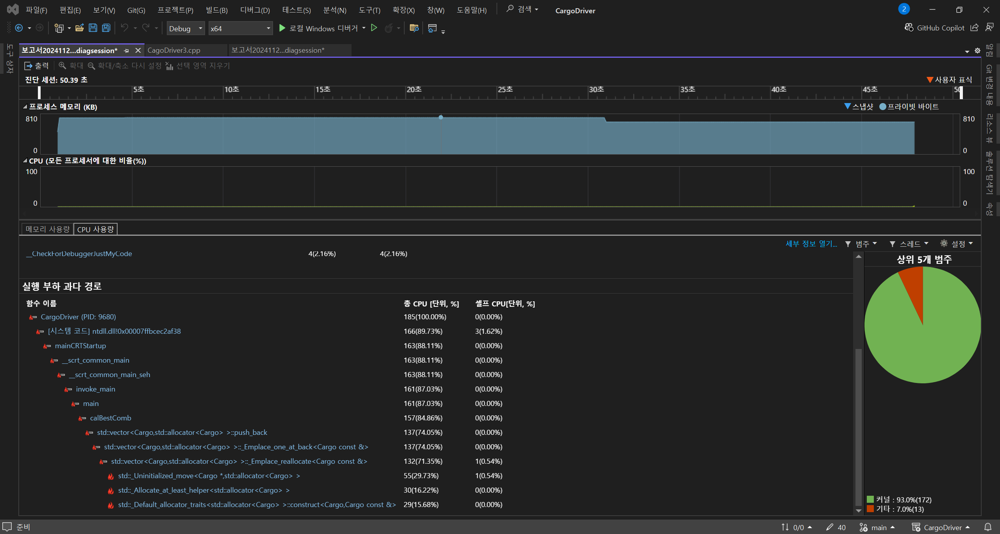 파일(F) 편집(E) 보기(V) Git(G) 프로젝트(P) 빌드(B) 디버그(D) 테스트(S) 분석(N) 도구(T) 확장(X) 창(W) 도움말(H) 검색 CargoDriver 2
Debug x64 로컬 Windows 디버거 GitHub Copilot
도구 상자
보고서2024112...diagsession* CagoDriver3.cpp 보고서2024112...diagsession*
출력 확대 확대/축소 다시 설정 선택 영역 지우기
진단 세션: 50.39 초 사용자 표식
5초 10초 15초 20초 25초 30초 35초 40초 45초 50
프로세스 메모리 (KB) 스냅샷 프라이빗 바이트
810 810
0 0
CPU (모든 프로세서에 대한 비율(%))
100 100
0 0
메모리 사용량 CPU 사용량
세부 정보 열기... 범주 스레드 설정
__CheckForDebuggerJustMyCode 4(2.16%) 4(2.16%)
실행 부하 과다 경로
함수 이름 총 CPU [단위, %] 셀프 CPU[단위, %]
CargoDriver (PID: 9680) 185(100.00%) 0(0.00%)
[시스템 코드] ntdll.dll!0x00007ffbcec2af38 166(89.73%) 3(1.62%)
mainCRTStartup 163(88.11%) 0(0.00%)
__scrt_common_main 163(88.11%) 0(0.00%)
__scrt_common_main_seh 163(88.11%) 0(0.00%)
invoke_main 161(87.03%) 0(0.00%)
main 161(87.03%) 0(0.00%)
calBestComb 157(84.86%) 0(0.00%)
std::vector<Cargo,std::allocator<Cargo> >::push_back 137(74.05%) 0(0.00%)
std::vector<Cargo,std::allocator<Cargo> >::_Emplace_one_at_back<Cargo const &> 137(74.05%) 0(0.00%)
std::vector<Cargo,std::allocator<Cargo> >::_Emplace_reallocate<Cargo const &> 132(71.35%) 1(0.54%)
std::_Uninitialized_move<Cargo *,std::allocator<Cargo> > 55(29.73%) 1(0.54%)
std::_Allocate_at_least_helper<std::allocator<Cargo> > 30(16.22%) 0(0.00%)
std::_Default_allocator_traits<std::allocator<Cargo> >::construct<Cargo,Cargo const &> 29(15.68%) 0(0.00%)
상위 5개 범주
커널 : 93.0%(172)
기타 : 7.0%(13)
알림
Git 변경 내용
리소스 뷰
솔루션 탐색기
속성
준비 0/0 40 main CargoDriver